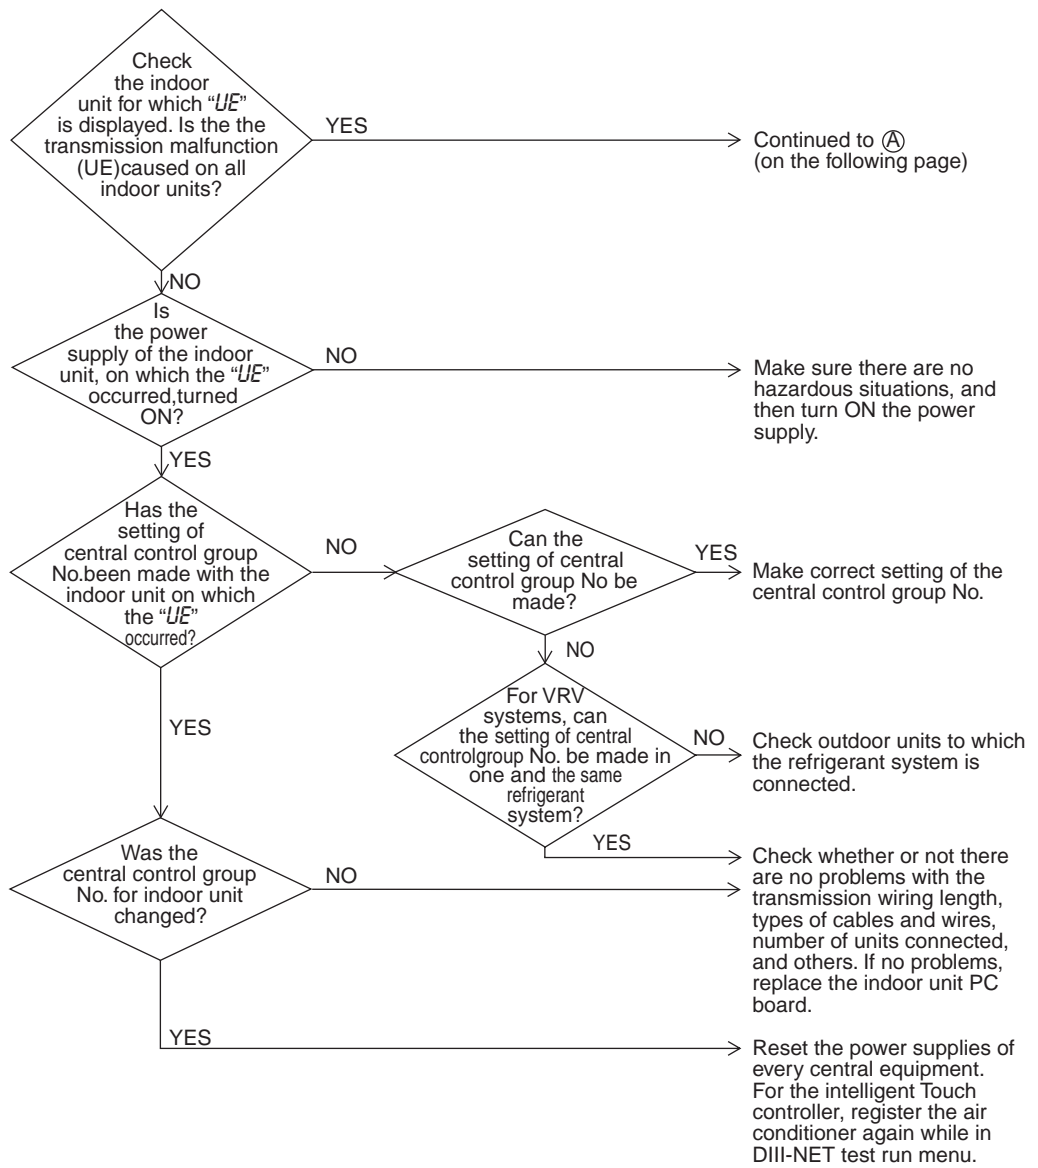 Check
the indoor
unit for which “UE”
is displayed. Is the the
transmission malfunction
(UE)caused on all
indoor units?
YES
Continued to Ⓐ
(on the following page)
NO
Is
the power
supply of the indoor
unit, on which the “UE”
occurred,turned
ON?
NO
Make sure there are no
hazardous situations, and
then turn ON the power
supply.
YES
Has the
setting of
central control group
No.been made with the
indoor unit on which
the “UE”
occurred?
NO
Can the
setting of central
control group No be
made?
YES
Make correct setting of the
central control group No.
NO
For VRV
systems, can
the setting of central
controlgroup No. be made in
one and the same
refrigerant
system?
NO
Check outdoor units to which
the refrigerant system is
connected.
YES
YES
Was the
central control group
No. for indoor unit
changed?
NO
Check whether or not there
are no problems with the
transmission wiring length,
types of cables and wires,
number of units connected,
and others. If no problems,
replace the indoor unit PC
board.
YES
Reset the power supplies of
every central equipment.
For the intelligent Touch
controller, register the air
conditioner again while in
DIII-NET test run menu.